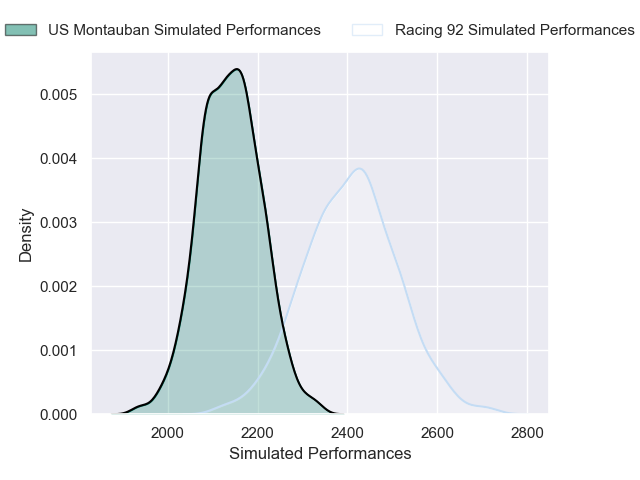 US Montauban Simulated Performances
Racing 92 Simulated Performances
0.005
0.004
0.003
0.002
0.001
0.000
Density
2000
2200
2400
2600
2800
Simulated Performances